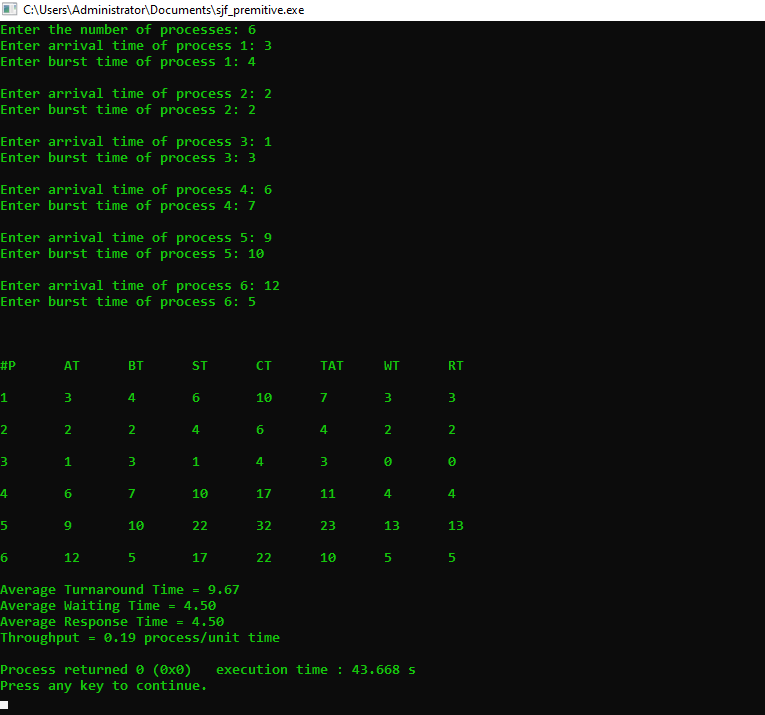 C:\Users\Administrator\Documents\sjf_premitive.exe
Enter the number of processes: 6
Enter arrival time of process 1: 3
Enter burst time of process 1: 4
Enter arrival time of process 2: 2
Enter burst time of process 2: 2
Enter arrival time of process 3: 1
Enter burst time of process 3: 3
Enter arrival time of process 4: 6
Enter burst time of process 4: 7
Enter arrival time of process 5: 9
Enter burst time of process 5: 10
Enter arrival time of process 6: 12
Enter burst time of process 6: 5
#P AT BT ST CT TAT WT RT
1 3 4 6 10 7 3 3
2 2 2 4 6 4 2 2
3 1 3 1 4 3 0 0
4 6 7 10 17 11 4 4
5 9 10 22 32 23 13 13
6 12 5 17 22 10 5 5
Average Turnaround Time = 9.67
Average Waiting Time = 4.50
Average Response Time = 4.50
Throughput = 0.19 process/unit time
Process returned 0 (0x0) execution time : 43.668 s
Press any key to continue.